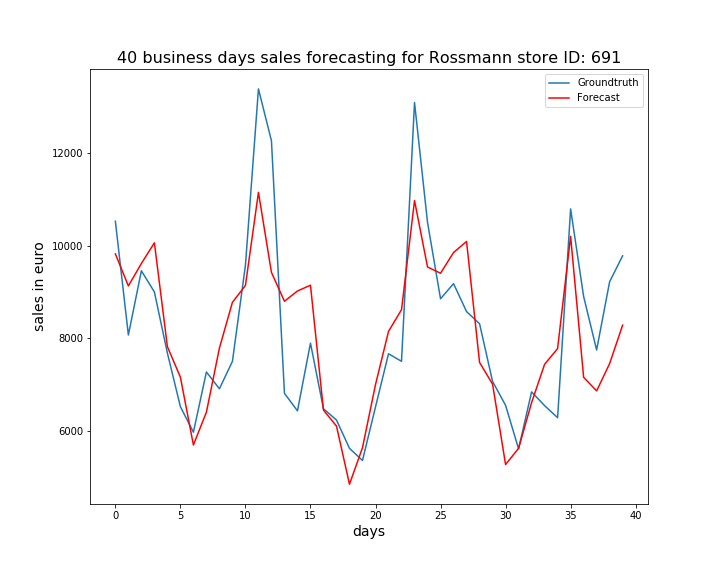 40 business days sales forecasting for Rossmann store ID: 691
Groundtruth
Forecast
12000
10000
8000
6000
sales in euro
0 5 10 15 20 25 30 35 40
days